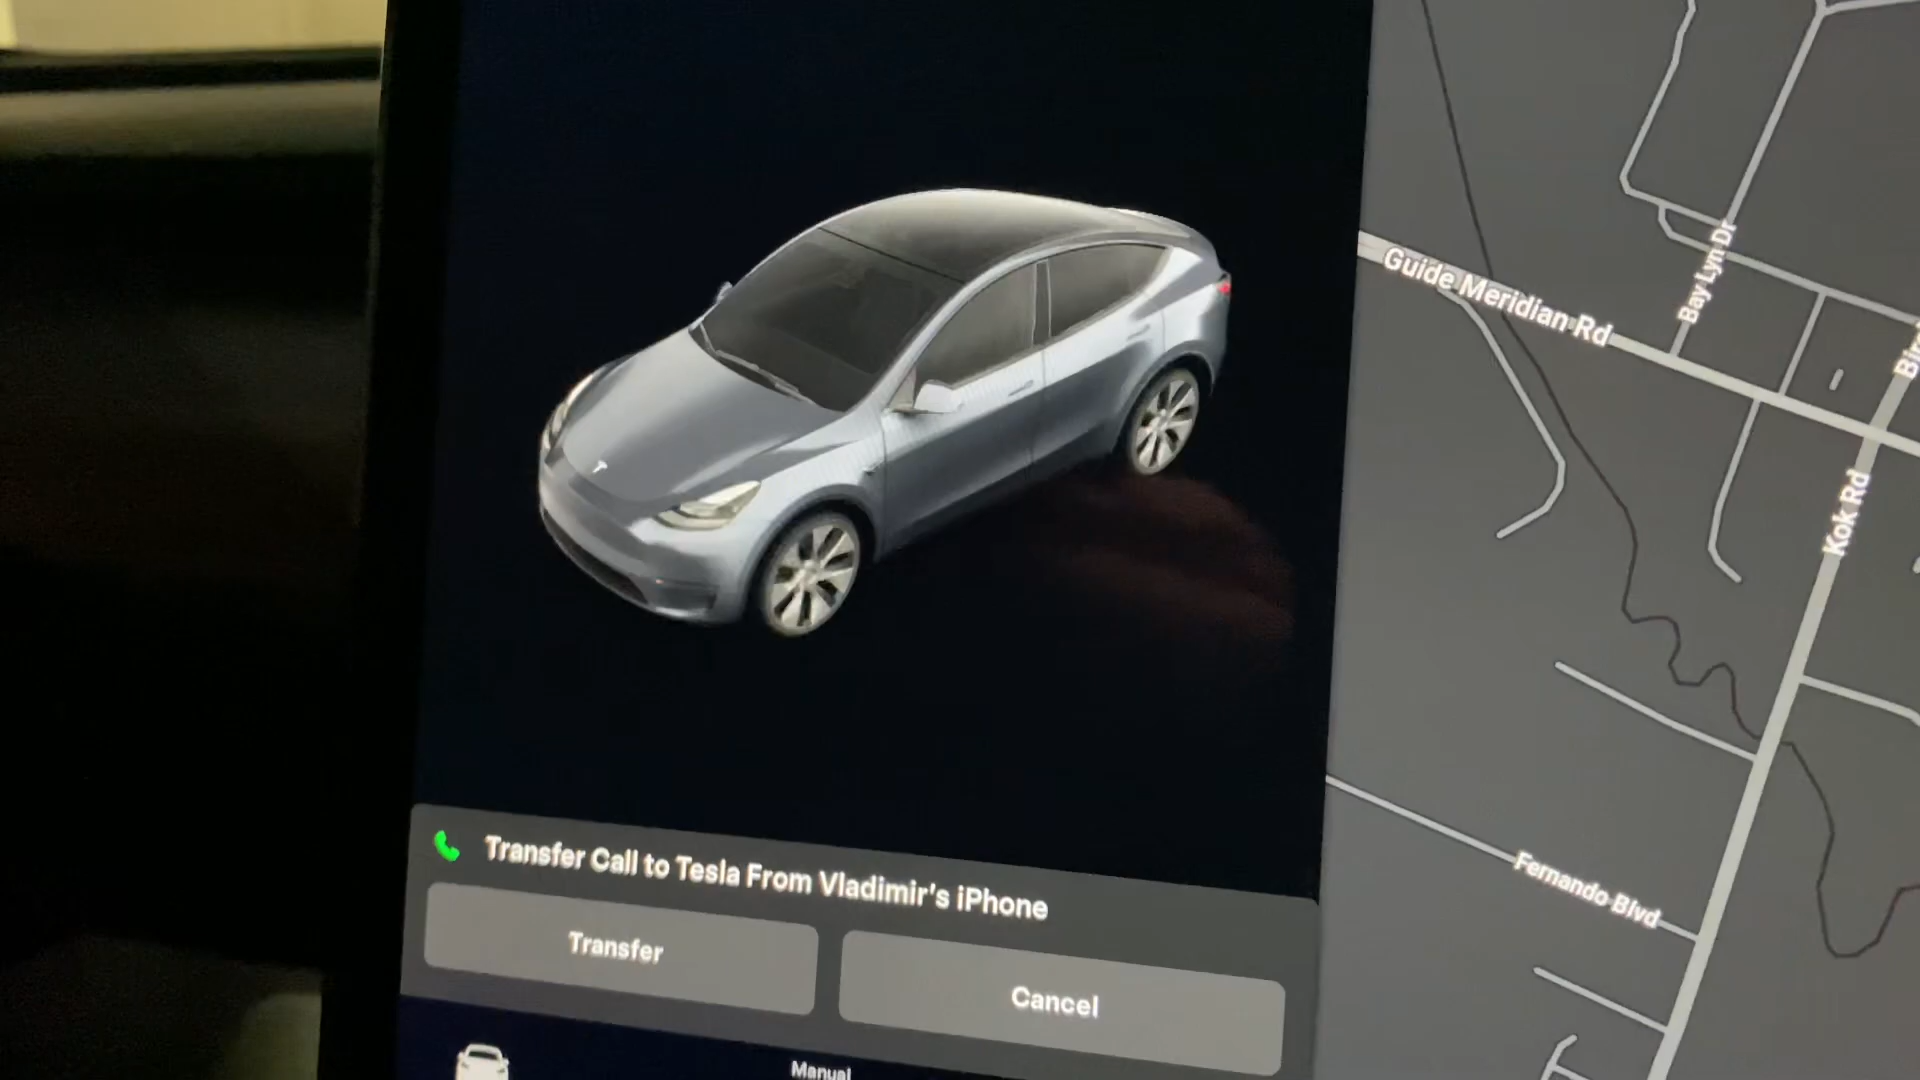 Guide Meridian Rd
Bay Lyn Dr
Kok Rd
Fernando Blvd
Transfer Call to Tesla From Vladimir's iPhone
Transfer
Cancel
Manual